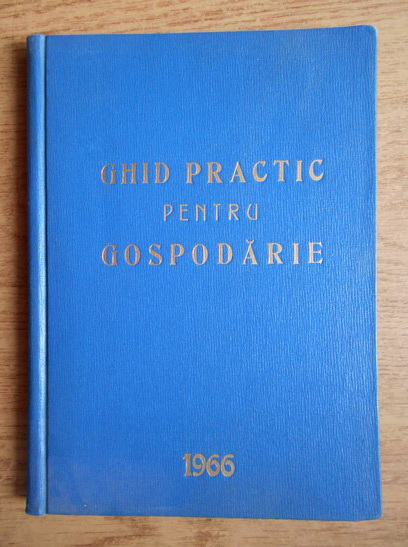 GHID PRACTIC
PENTRU
GOSPODĂRIE
1966